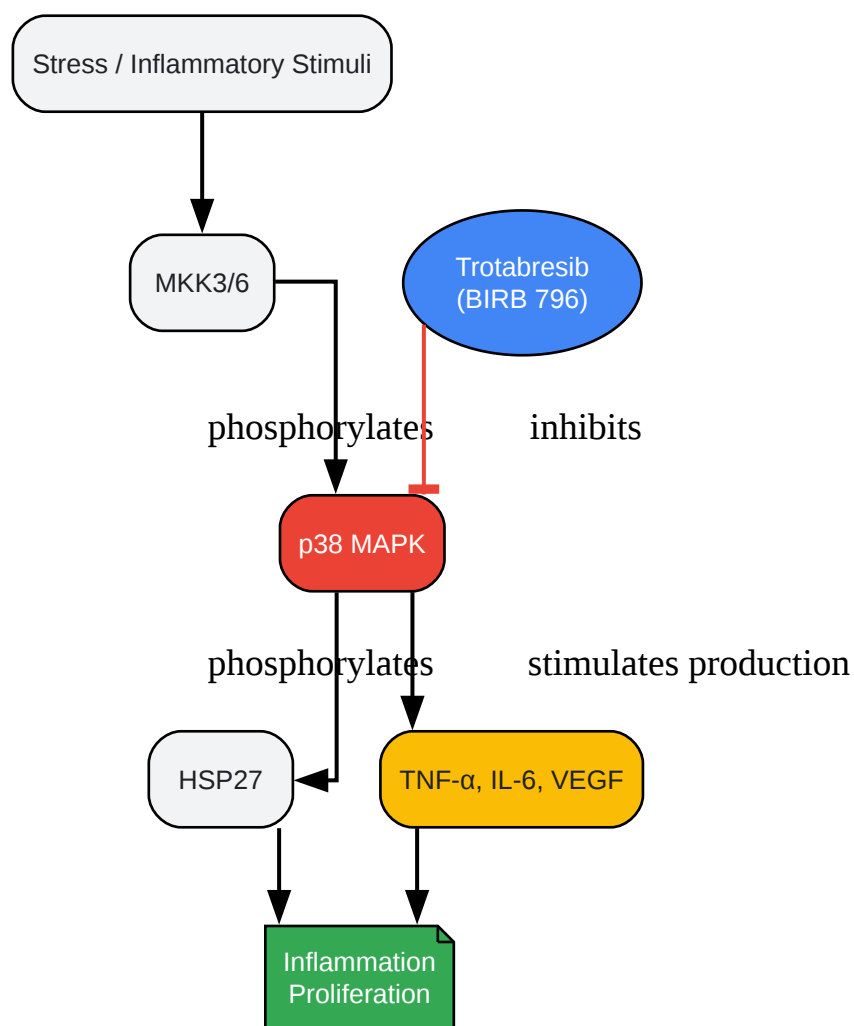 Stress / Inflammatory Stimuli
MKK3/6
Trotabresib
(BIRB 796)
phosphorylates
inhibits
p38 MAPK
phosphorylates
stimulates production
HSP27
TNF-α, IL-6, VEGF
Inflammation
Proliferation